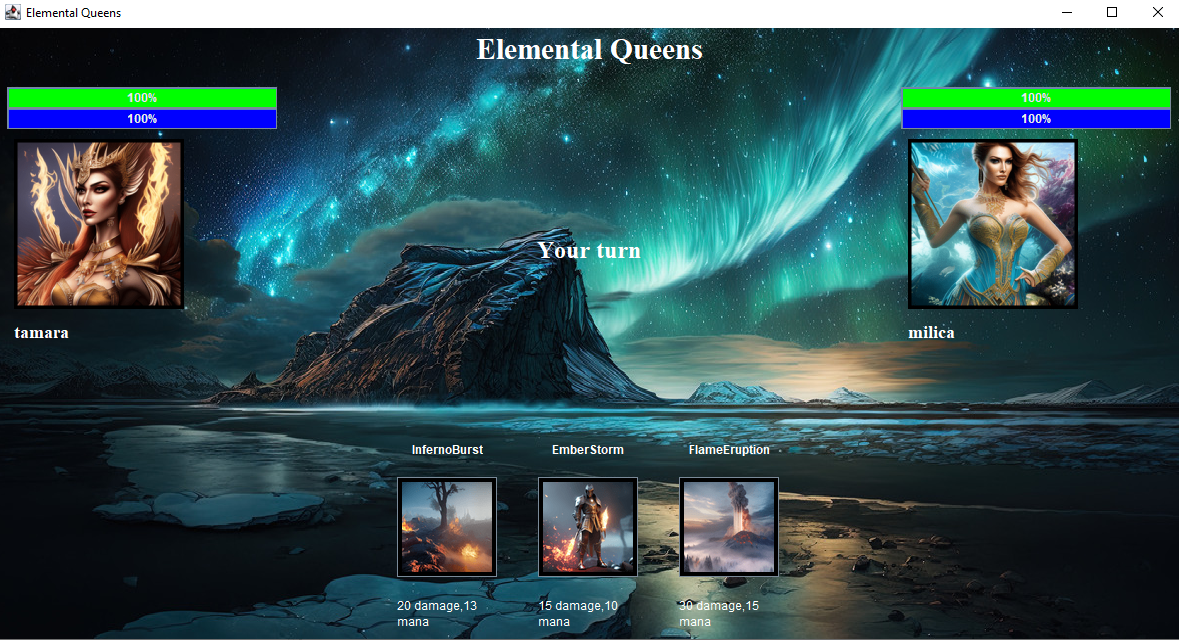 Elemental Queens
Elemental Queens
100%
100%
100%
100%
Your turn
tamara
milica
InfernoBurst
EmberStorm
FlameEruption
20 damage,13
mana
15 damage,10
mana
30 damage,15
mana